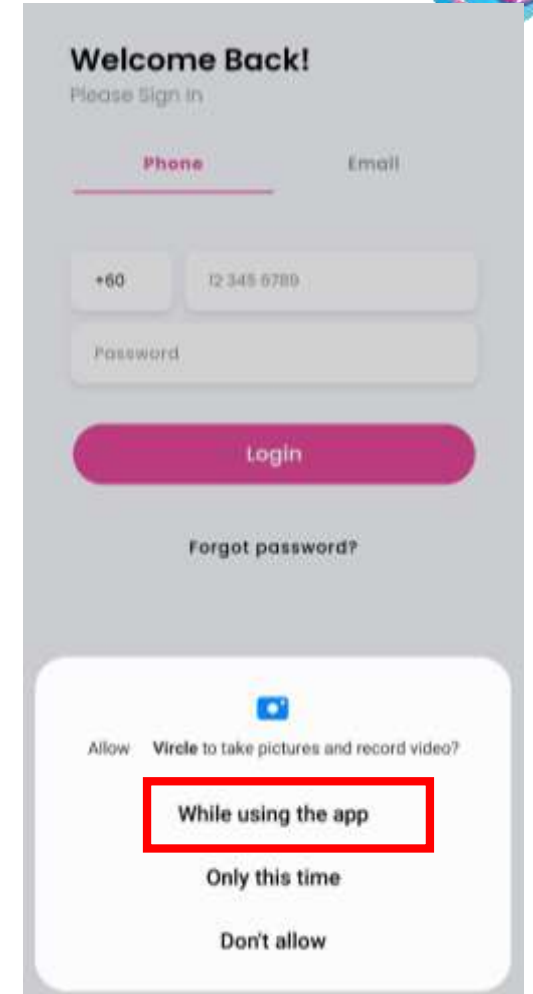 Welcome Back!
Please Sign In
Phone Email
+60 12 345 6789
Password
Login
Forgot password?
Allow Vircle to take pictures and record video?
While using the app
Only this time
Don't allow